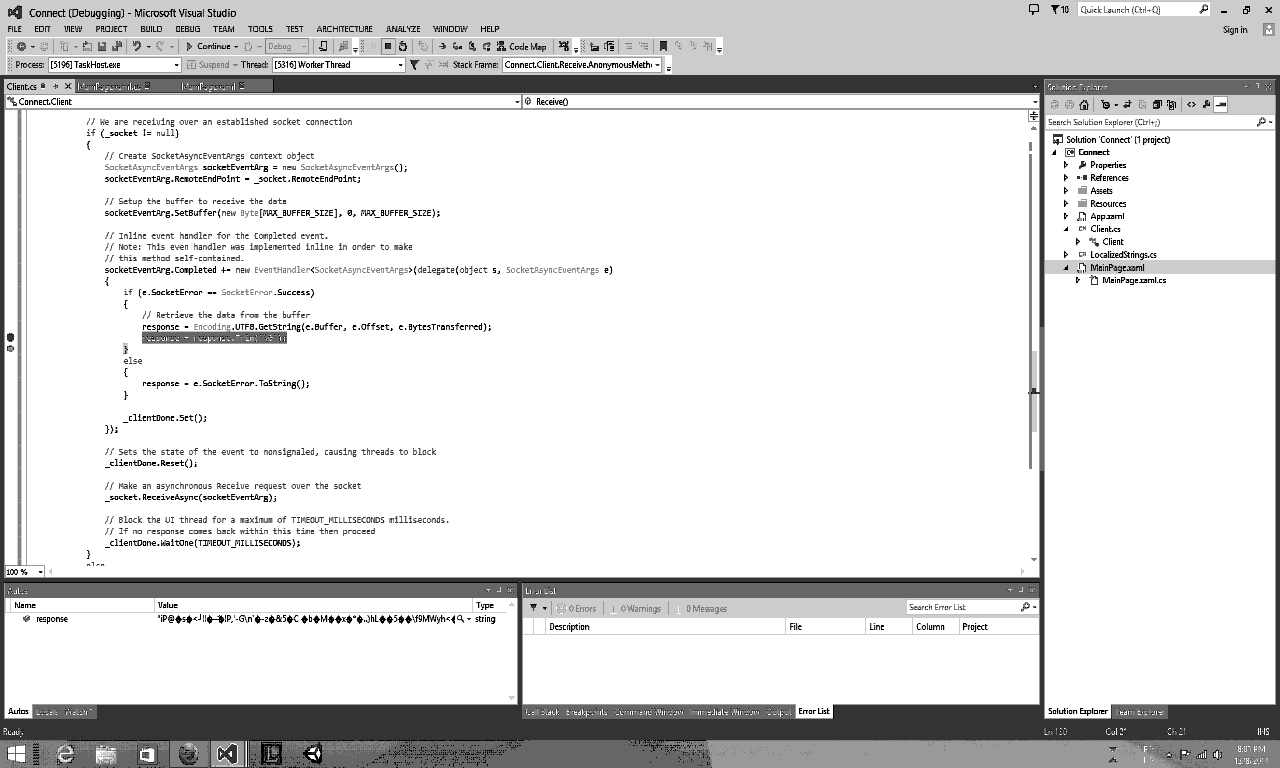 Connect (Debugging) - Microsoft Visual Studio
10
Quick Launch (Ctrl+Q)
FILE EDIT VIEW PROJECT BUILD DEBUG TEAM TOOLS TEST ARCHITECTURE ANALYZE WINDOW HELP
Sign in
Continue Debug Code Map
Process: [5196] TaskHost.exe Suspend Thread: [5316] Worker Thread Stack Frame: Connect.Client.Receive.AnonymousMeth
Client.cs MainPage.xaml.cs MainPage.xaml
Connect.Client Receive()
// We are receiving over an established socket connection
if (_socket != null)
{
// Create SocketAsyncEventArgs context object
SocketAsyncEventArgs socketEventArg = new SocketAsyncEventArgs();
socketEventArg.RemoteEndPoint = _socket.RemoteEndPoint;
// Setup the buffer to receive the data
socketEventArg.SetBuffer(new Byte[MAX_BUFFER_SIZE], 0, MAX_BUFFER_SIZE);
// Inline event handler for the Completed event.
// Note: This even handler was implemented inline in order to make
// this method self-contained.
socketEventArg.Completed += new EventHandler<SocketAsyncEventArgs>(delegate(object s, SocketAsyncEventArgs e)
{
if (e.SocketError == SocketError.Success)
{
// Retrieve the data from the buffer
response = Encoding.UTF8.GetString(e.Buffer, e.Offset, e.BytesTransferred);
response = response.Trim('\0');
}
else
{
response = e.SocketError.ToString();
}
_clientDone.Set();
});
// Sets the state of the event to nonsignaled, causing threads to block
_clientDone.Reset();
// Make an asynchronous Receive request over the socket
_socket.ReceiveAsync(socketEventArg);
// Block the UI thread for a maximum of TIMEOUT_MILLISECONDS milliseconds.
// If no response comes back within this time then proceed
_clientDone.WaitOne(TIMEOUT_MILLISECONDS);
}
else
100 %
Solution Explorer
Search Solution Explorer (Ctrl+;)
Solution 'Connect' (1 project)
Connect
Properties
References
Assets
Resources
App.xaml
Client.cs
Client
LocalizedStrings.cs
MainPage.xaml
MainPage.xaml.cs
Autos
Name Value Type
response string
Autos Locals Watch 1
Error List
0 Errors 0 Warnings 0 Messages
Search Error List
Description File Line Column Project
Call Stack Breakpoints Command Window Immediate Window Output Error List
Solution Explorer Team Explorer
Ready Ln 130 Col 21 Ch 21 INS
8:01 PM